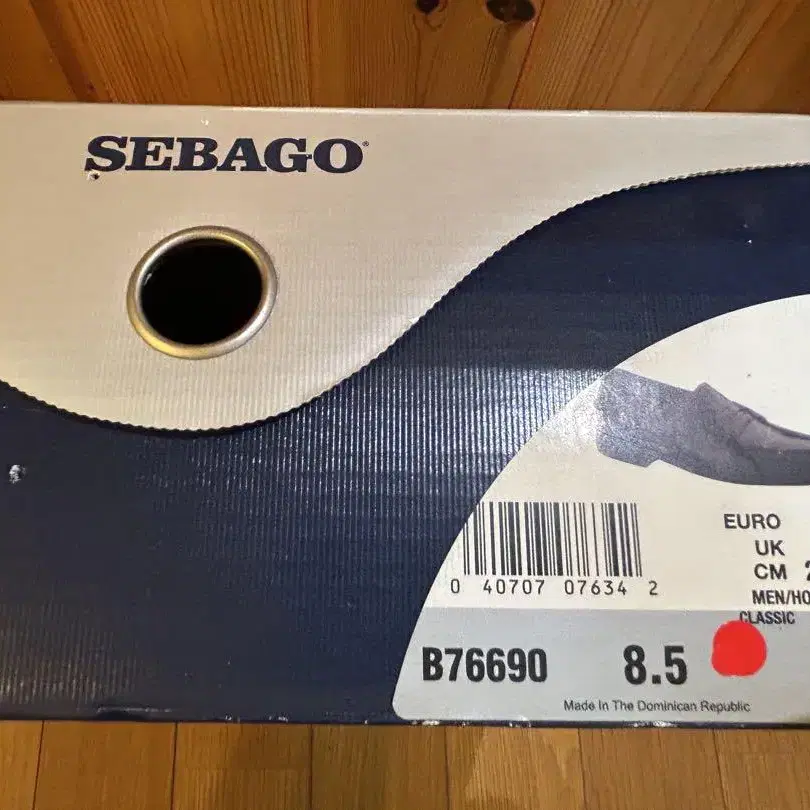 SEBAGO®
EURO
UK
CM
MEN/HO
CLASSIC
0 40707 07634 2
B76690 8.5
Made In The Dominican Republic